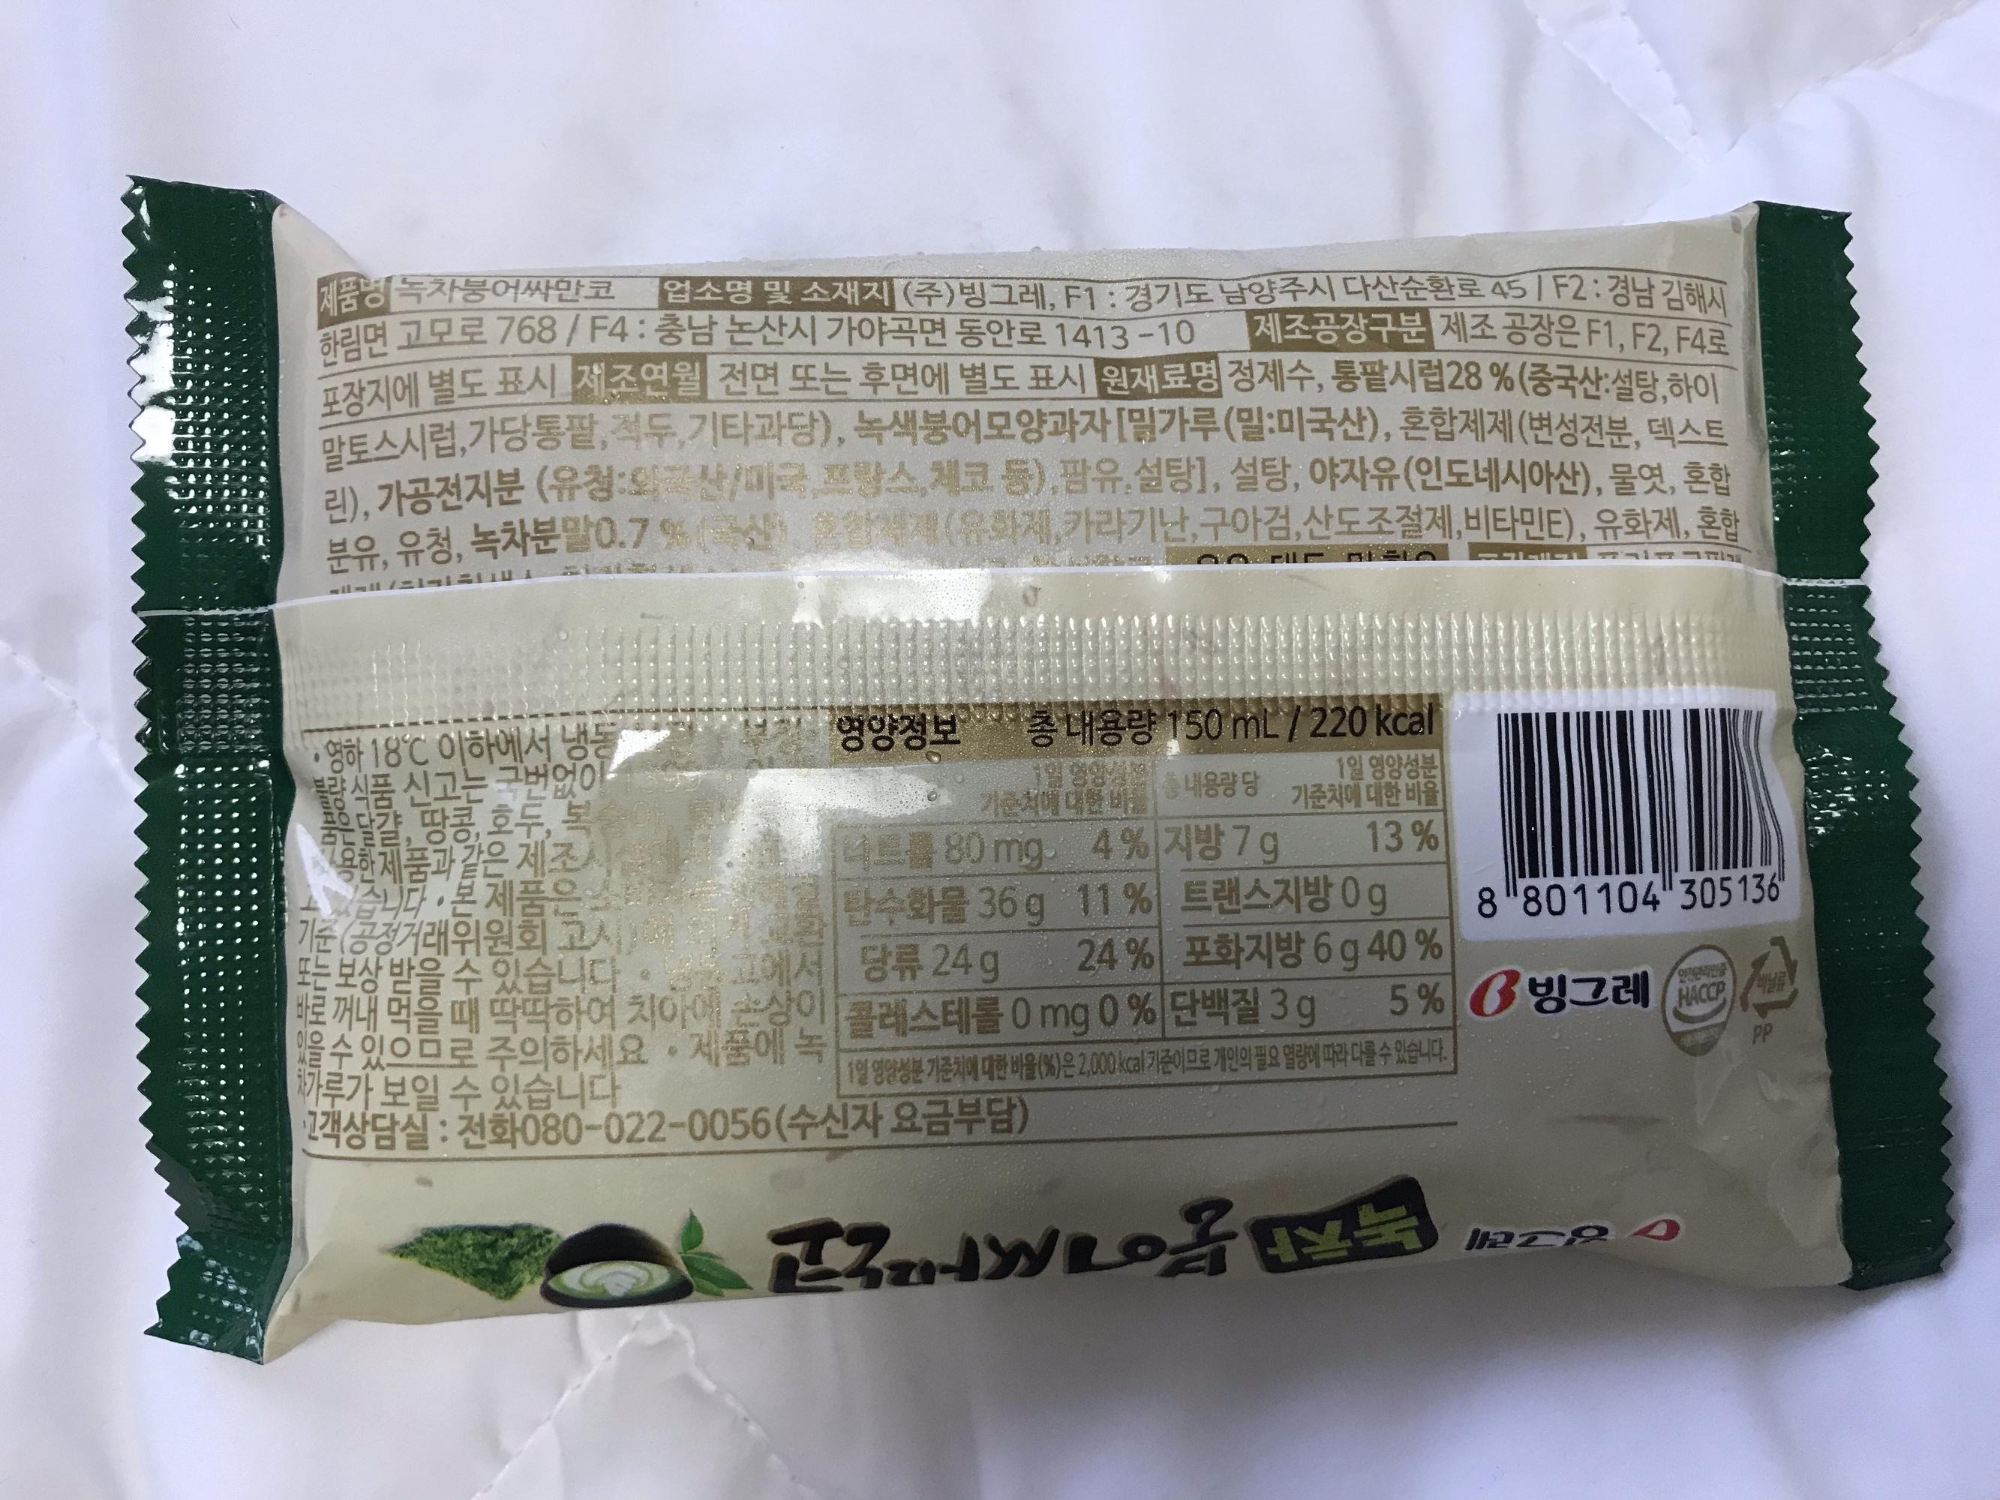 제품명 녹차붕어싸만코 업소명 및 소재지 (주)빙그레, F1 : 경기도 남양주시 다산순환로 45 / F2 : 경남 김해시
한림면 고모로 768 / F4 : 충남 논산시 가야곡면 동안로 1413-10 제조공장구분 제조 공장은 F1, F2, F4로
포장지에 별도 표시 제조연월 전면 또는 후면에 별도 표시 원재료명 정제수, 통팥시럽28 %(중국산:설탕,하이
말토스시럽,가당통팥,적두,기타과당), 녹색붕어모양과자 [밀가루(밀:미국산), 혼합제제(변성전분, 덱스트
린), 가공전지분 (유청:외국산/미국,프랑스,체코 등),팜유,설탕], 설탕, 야자유(인도네시아산), 물엿, 혼합
분유, 유청, 녹차분말0.7 %(국산) 혼합제제(유화제,카라기난,구아검,산도조절제,비타민E), 유화제, 혼합
• 영하 18℃ 이하에서 냉동
불량식품 신고는 국번없이
품은 달걀, 땅콩, 호두,
사용한 제품과 같은 제조시
있습니다 • 본 제품은
기준(공정거래위원회 고시)
또는 보상 받을 수 있습니다 • 에서
바로 꺼내 먹을 때 딱딱하여 치아에 손상이
있을 수 있으므로 주의하세요 • 제품에 녹
차가루가 보일 수 있습니다
•고객상담실 : 전화080-022-0056(수신자 요금부담)
영양정보 총 내용량 150 mL / 220 kcal
1일 영양성분 총 내용량 당 1일 영양성분
기준치에 대한 비율 기준치에 대한 비율
나트륨 80 mg 4 % 지방 7 g 13 %
탄수화물 36 g 11 % 트랜스지방 0 g
당류 24 g 24 % 포화지방 6 g 40 %
콜레스테롤 0 mg 0 % 단백질 3 g 5 %
1일 영양성분 기준치에 대한 비율(%)은 2,000 kcal 기준이므로 개인의 필요 열량에 따라 다를 수 있습니다.
8 801104 305136
빙그레
안전관리인증
HACCP
비닐류
PP
녹차 붕어싸만코